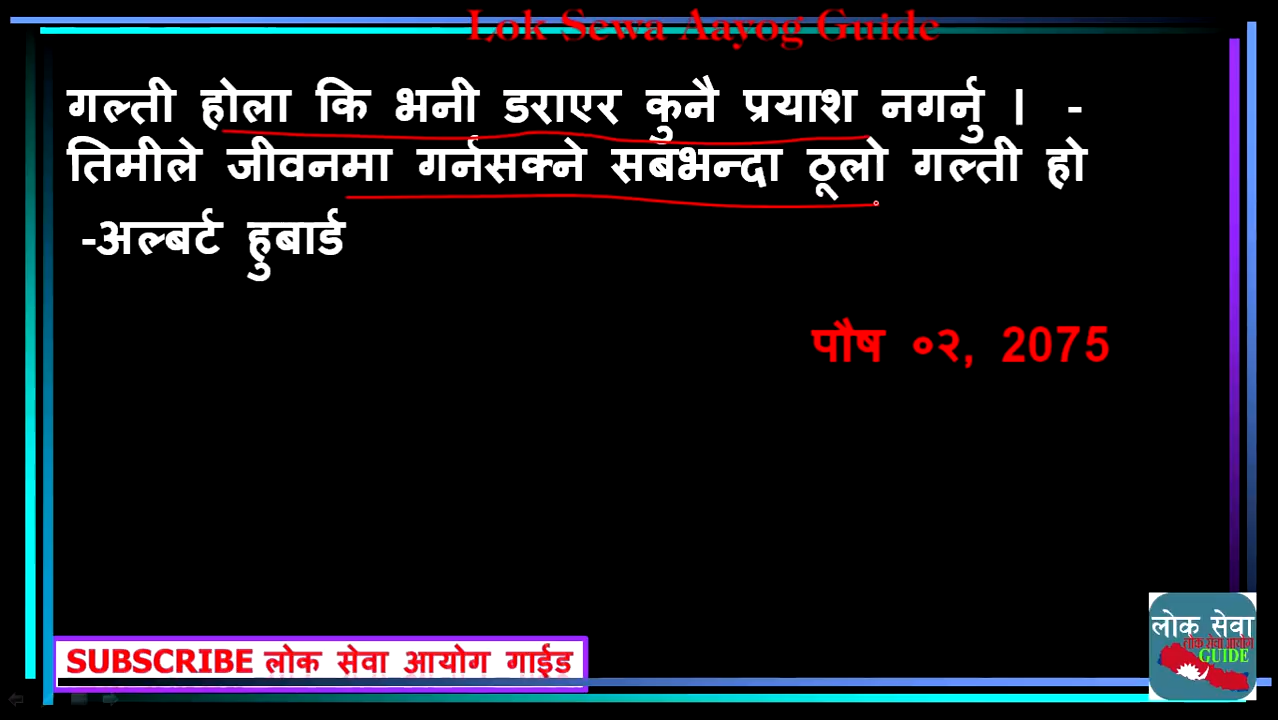 Lok Sewa Aayog Guide
गल्ती होला कि भनी डराएर कुनै प्रयाश नगर्नु । -
तिमीले जीवनमा गर्नसक्ने सबभन्दा ठूलो गल्ती हो
-अल्बर्ट हुबार्ड
पौष ०२, 2075
SUBSCRIBE लोक सेवा आयोग गाईड
लोक सेवा
लोक सेवा आयोग
GUIDE